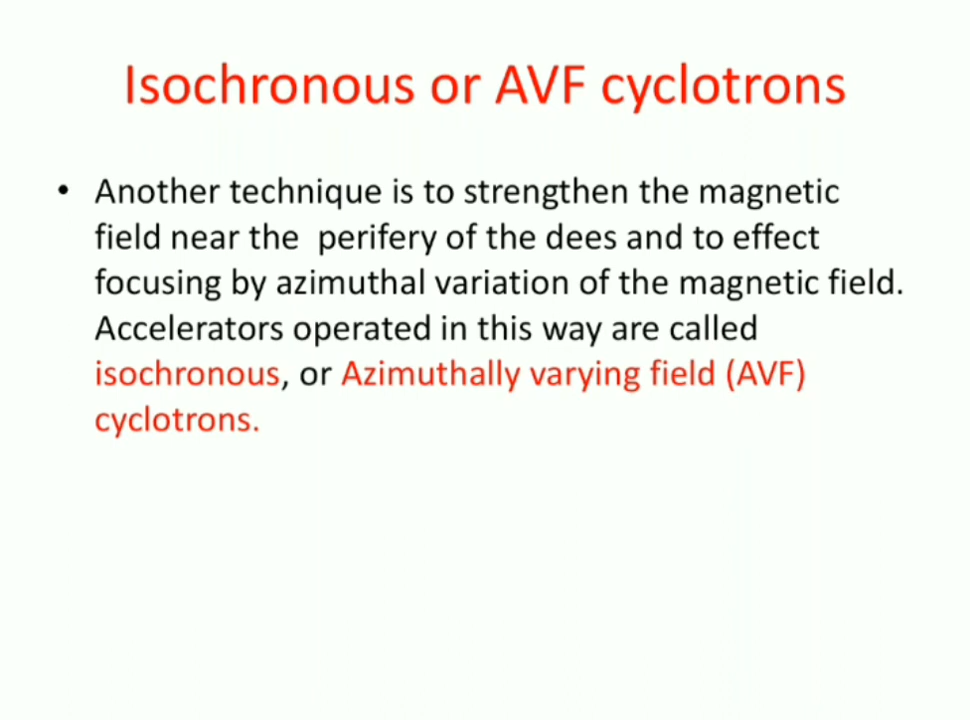 Isochronous or AVF cyclotrons
• Another technique is to strengthen the magnetic
field near the perifery of the dees and to effect
focusing by azimuthal variation of the magnetic field.
Accelerators operated in this way are called
isochronous, or Azimuthally varying field (AVF)
cyclotrons.